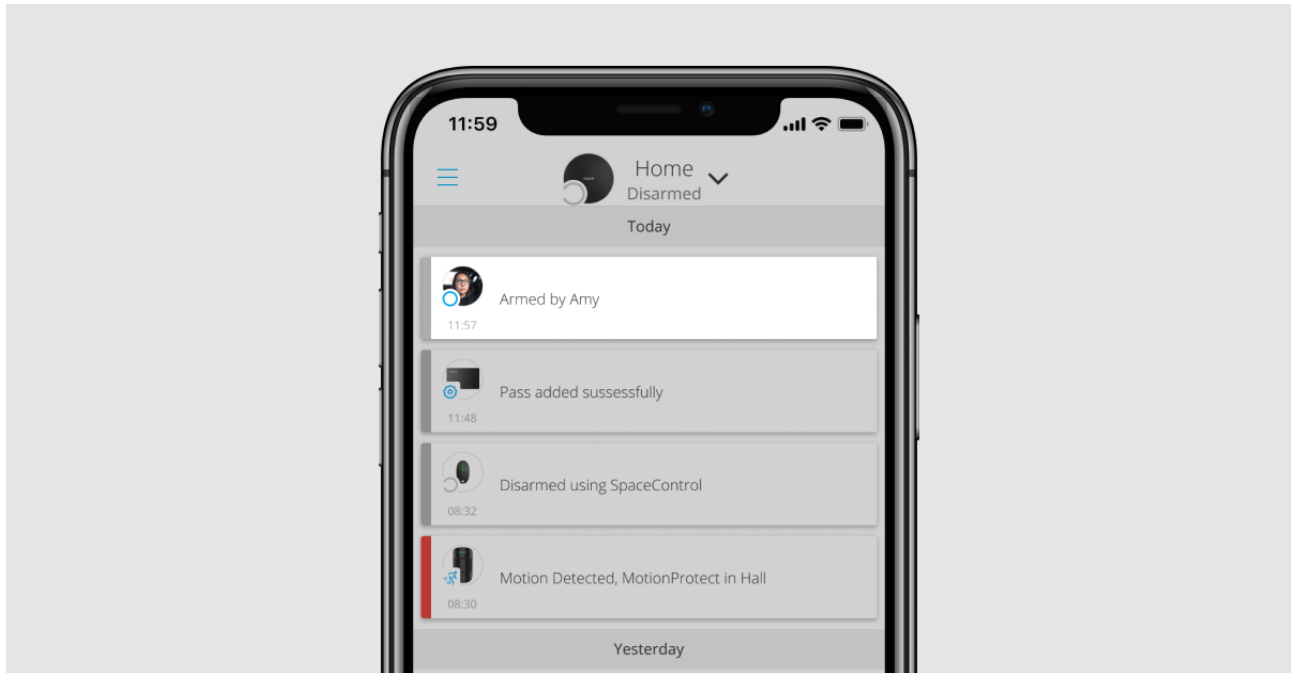 11:59
Home
Disarmed
Today
Armed by Amy
11:57
Pass added sussessfully
11:48
Disarmed using SpaceControl
08:32
Motion Detected, MotionProtect in Hall
08:30
Yesterday